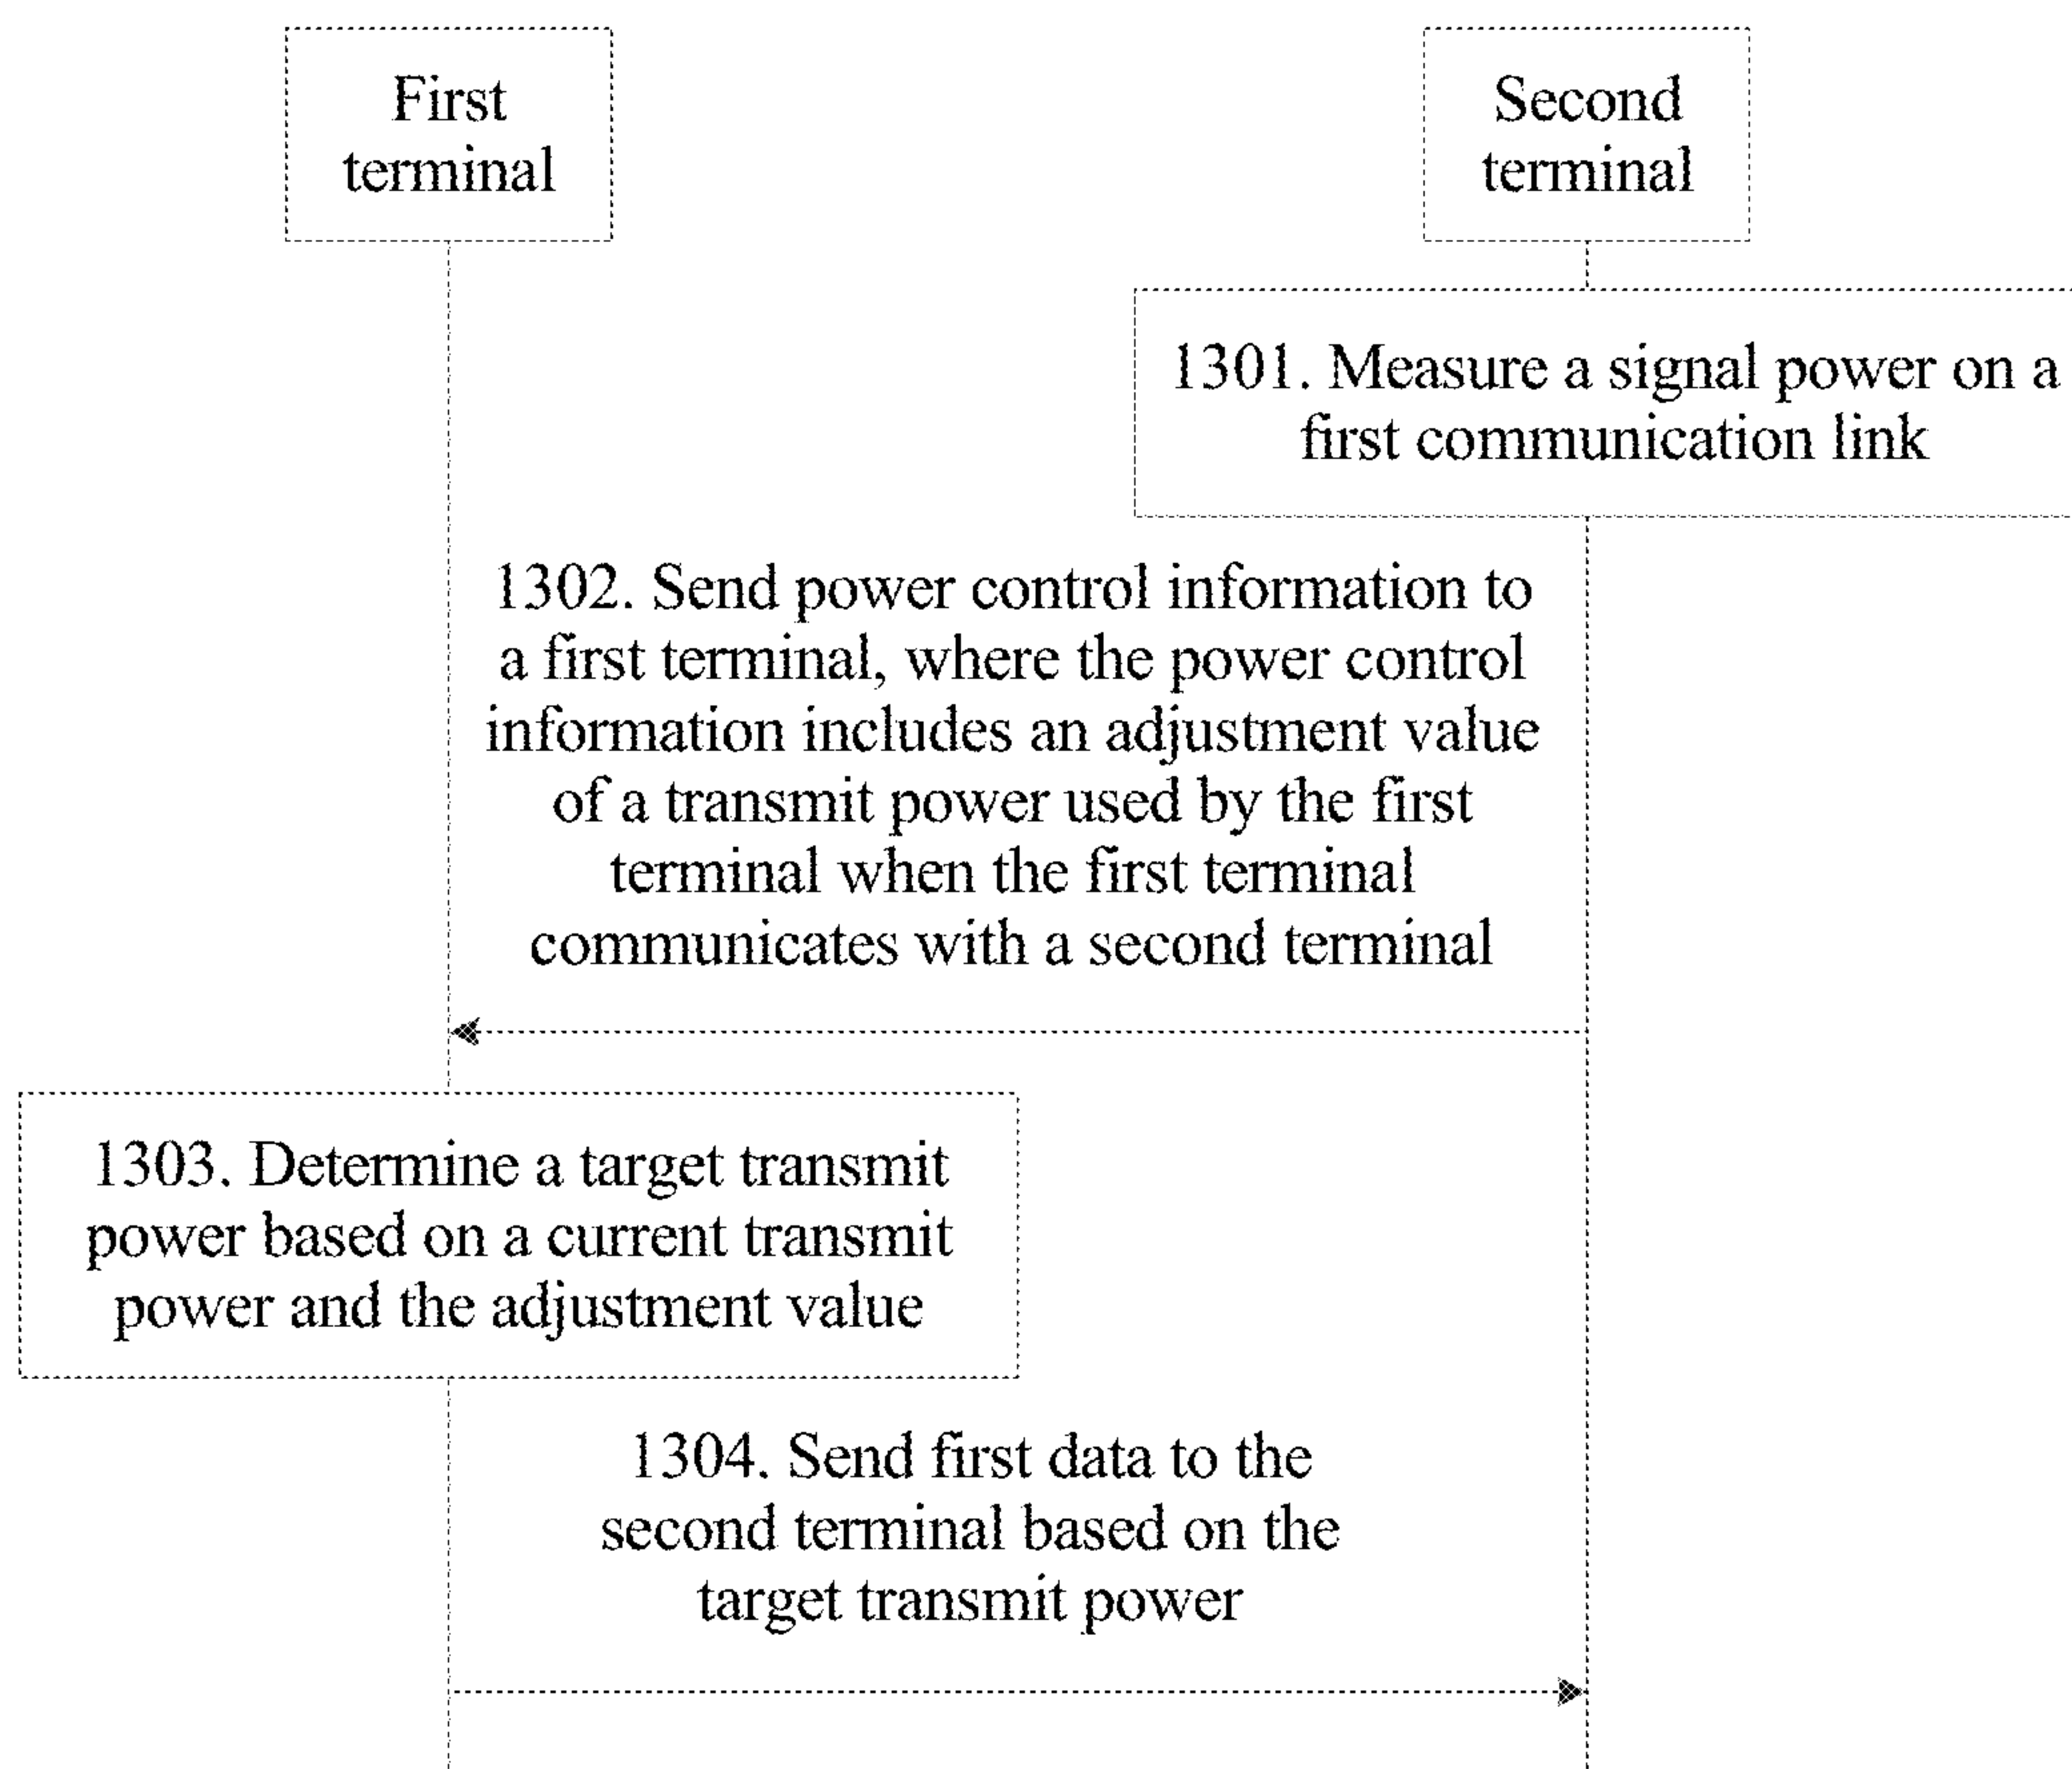 First
terminal
Second
terminal
1301. Measure a signal power on a
first communication link
1302. Send power control information to
a first terminal, where the power control
information includes an adjustment value
of a transmit power used by the first
terminal when the first terminal
communicates with a second terminal
1303. Determine a target transmit
power based on a current transmit
power and the adjustment value
1304. Send first data to the
second terminal based on the
target transmit power